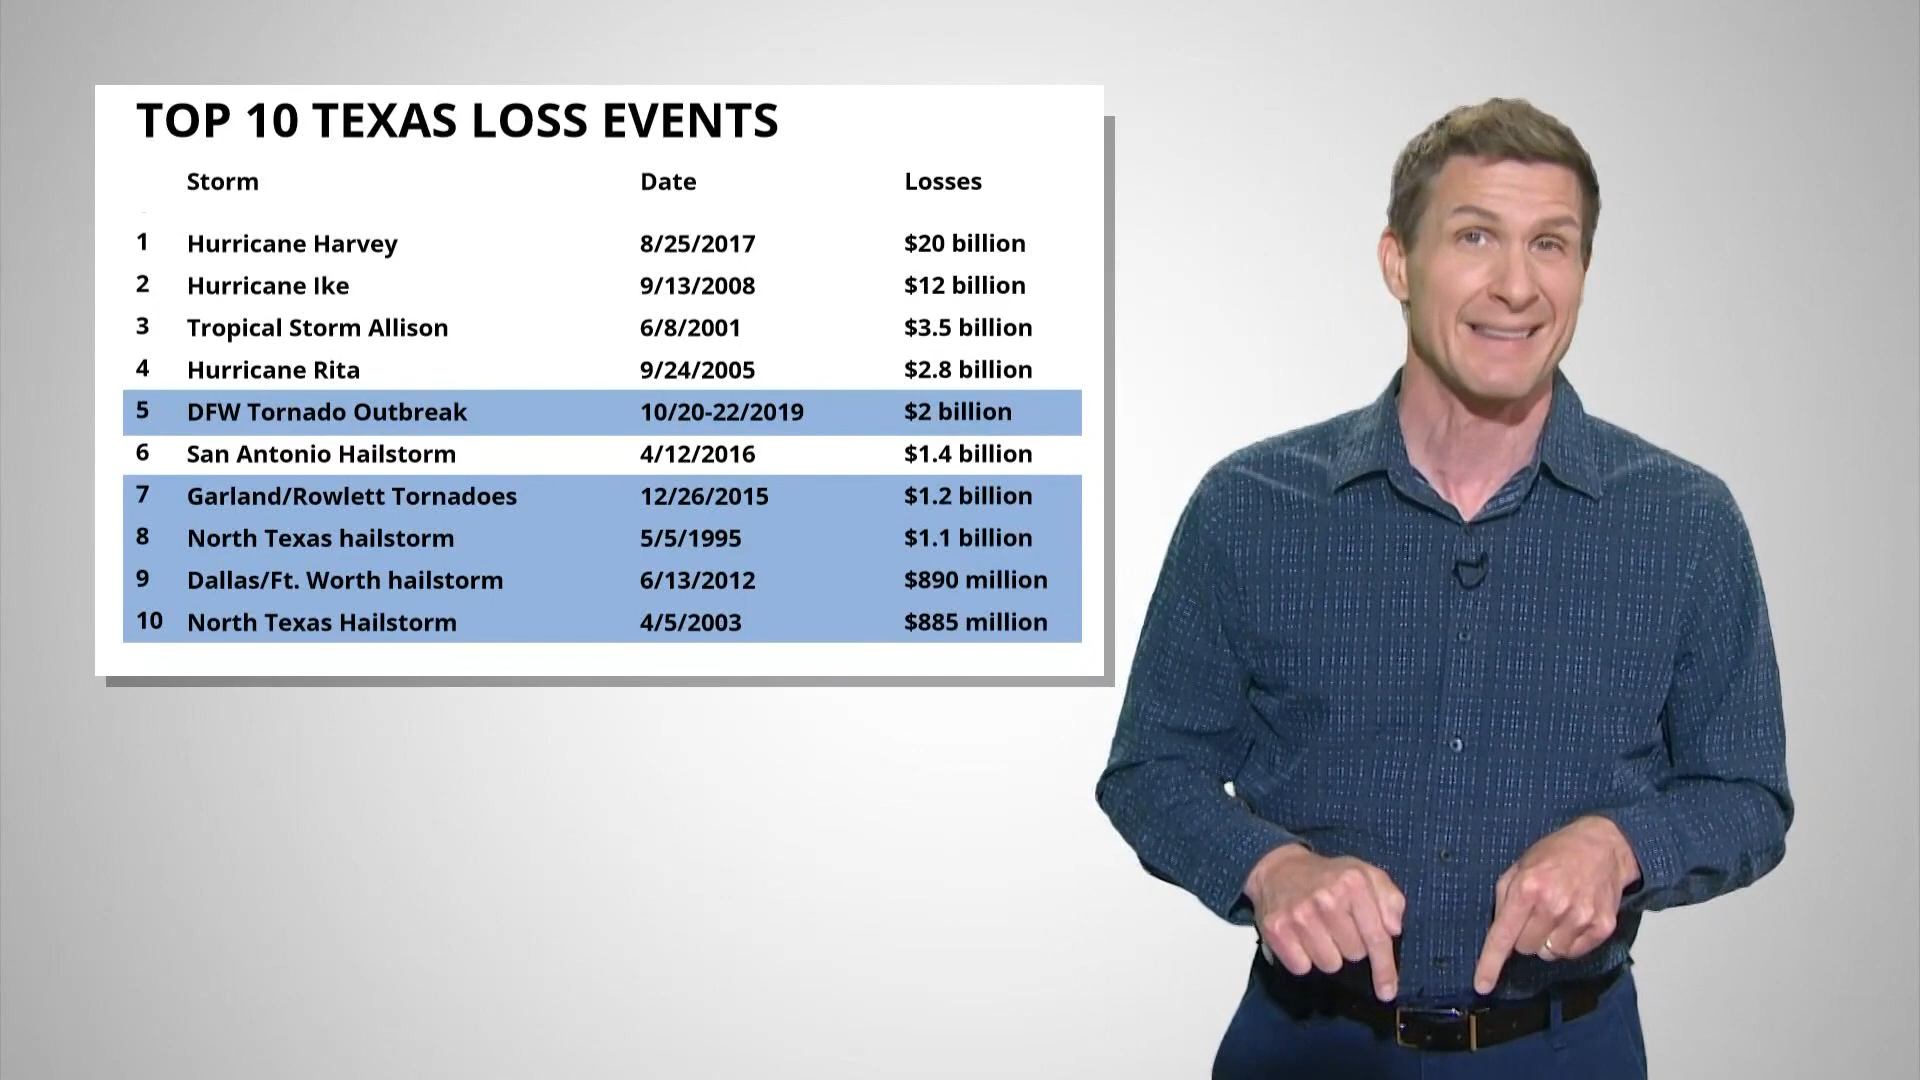 TOP 10 TEXAS LOSS EVENTS
Storm Date Losses
1 Hurricane Harvey 8/25/2017 $20 billion
2 Hurricane Ike 9/13/2008 $12 billion
3 Tropical Storm Allison 6/8/2001 $3.5 billion
4 Hurricane Rita 9/24/2005 $2.8 billion
5 DFW Tornado Outbreak 10/20-22/2019 $2 billion
6 San Antonio Hailstorm 4/12/2016 $1.4 billion
7 Garland/Rowlett Tornadoes 12/26/2015 $1.2 billion
8 North Texas hailstorm 5/5/1995 $1.1 billion
9 Dallas/Ft. Worth hailstorm 6/13/2012 $890 million
10 North Texas Hailstorm 4/5/2003 $885 million